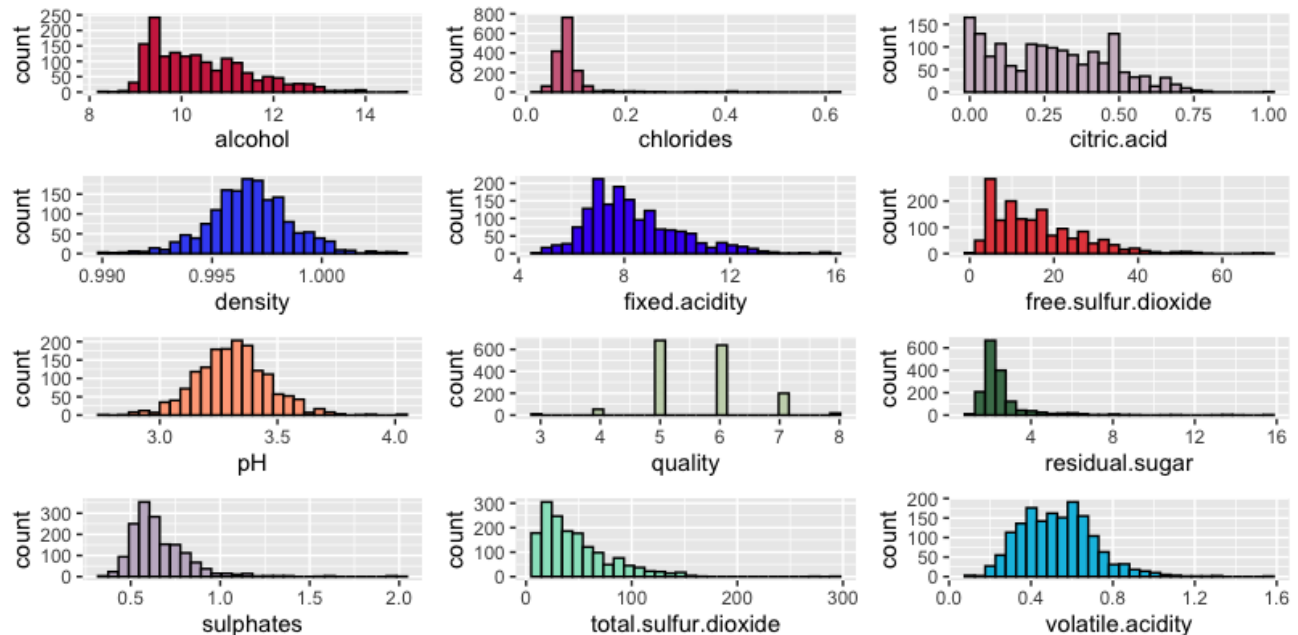 count
250
200
150
100
50
0
8 10 12 14
alcohol
count
800
600
400
200
0
0.0 0.2 0.4 0.6
chlorides
count
150
100
50
0
0.00 0.25 0.50 0.75 1.00
citric.acid
count
150
100
50
0
0.990 0.995 1.000
density
count
200
150
100
50
0
4 8 12 16
fixed.acidity
count
200
100
0
0 20 40 60
free.sulfur.dioxide
count
200
150
100
50
0
3.0 3.5 4.0
pH
count
600
400
200
0
3 4 5 6 7 8
quality
count
600
400
200
0
4 8 12 16
residual.sugar
count
300
200
100
0
0.5 1.0 1.5 2.0
sulphates
count
300
200
100
0
0 100 200 300
total.sulfur.dioxide
count
200
150
100
50
0
0.0 0.4 0.8 1.2 1.6
volatile.acidity